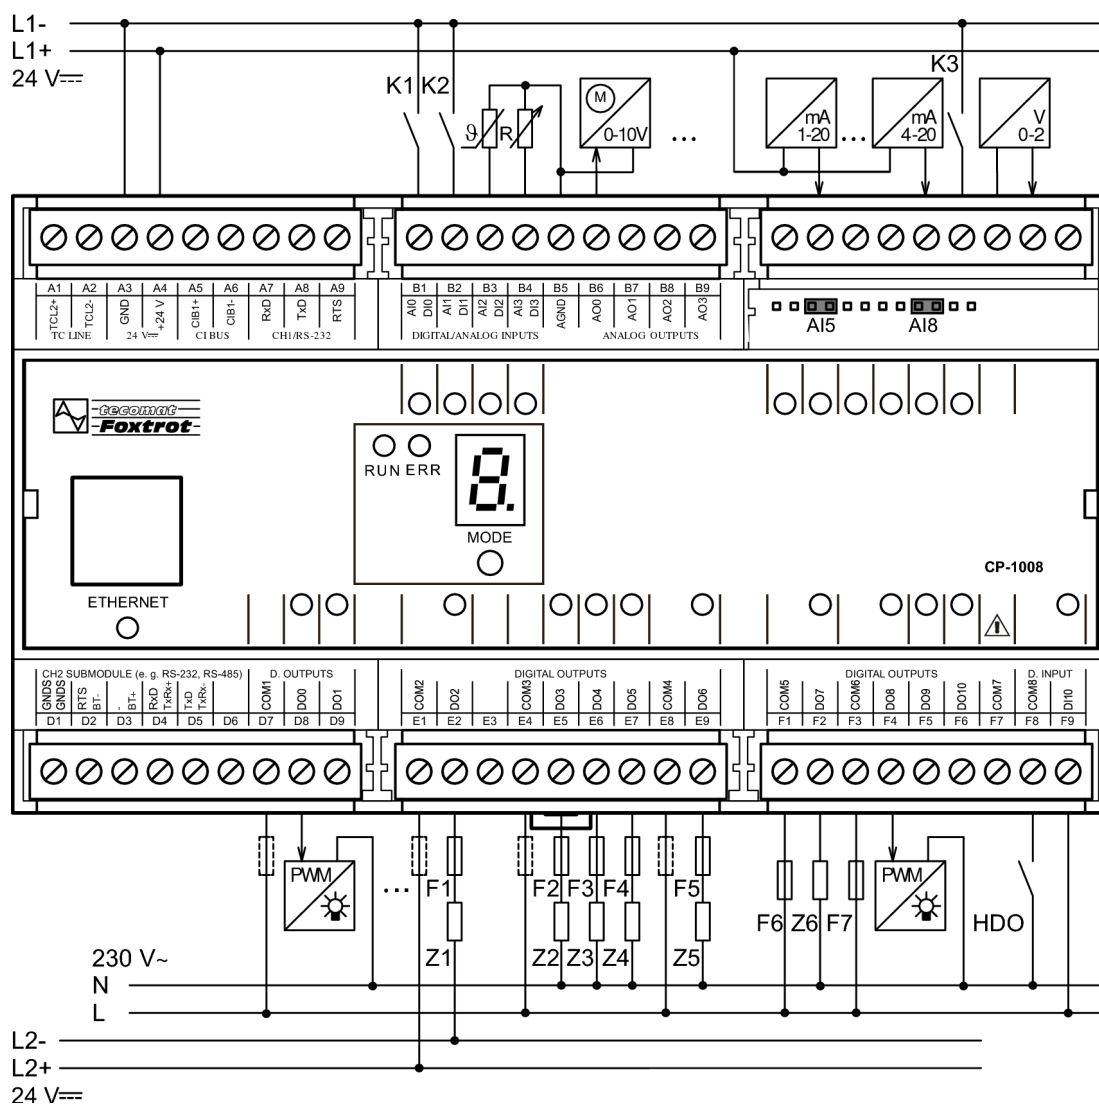 L1-
L1+
24 V
K1 K2
ϑ R
M
0-10V
...
mA
1-20
...
mA
4-20
K3
V
0-2
A1 A2 A3 A4 A5 A6 A7 A8 A9
TCL2+ TCL2- GND +24 V CIB1+ CIB1- RxD TxD RTS
TC LINE 24 V CI BUS CH1/RS-232
B1 B2 B3 B4 B5 B6 B7 B8 B9
AI0 DI0 AI1 DI1 AI2 DI2 AI3 DI3 AGND AO0 AO1 AO2 AO3
DIGITAL/ANALOG INPUTS ANALOG OUTPUTS
AI5 AI8
tecomat
Foxtrot
RUN ERR
8.
MODE
CP-1008
ETHERNET
CH2 SUBMODULE (e. g. RS-232, RS-485) D. OUTPUTS
GNDS GNDS RTS BT- - BT+ RxD TxRx+ TxD TxRx- COM1 DO0 DO1
D1 D2 D3 D4 D5 D6 D7 D8 D9
DIGITAL OUTPUTS
COM2 DO2 COM3 DO3 DO4 DO5 COM4 DO6
E1 E2 E3 E4 E5 E6 E7 E8 E9
DIGITAL OUTPUTS D. INPUT
COM5 DO7 COM6 DO8 DO9 DO10 COM7 COM8 DI10
F1 F2 F3 F4 F5 F6 F7 F8 F9
PWM
...
F1 F2 F3 F4 F5
PWM
F6 Z6 F7 HDO
Z1 Z2 Z3 Z4 Z5
230 V~
N
L
L2-
L2+
24 V